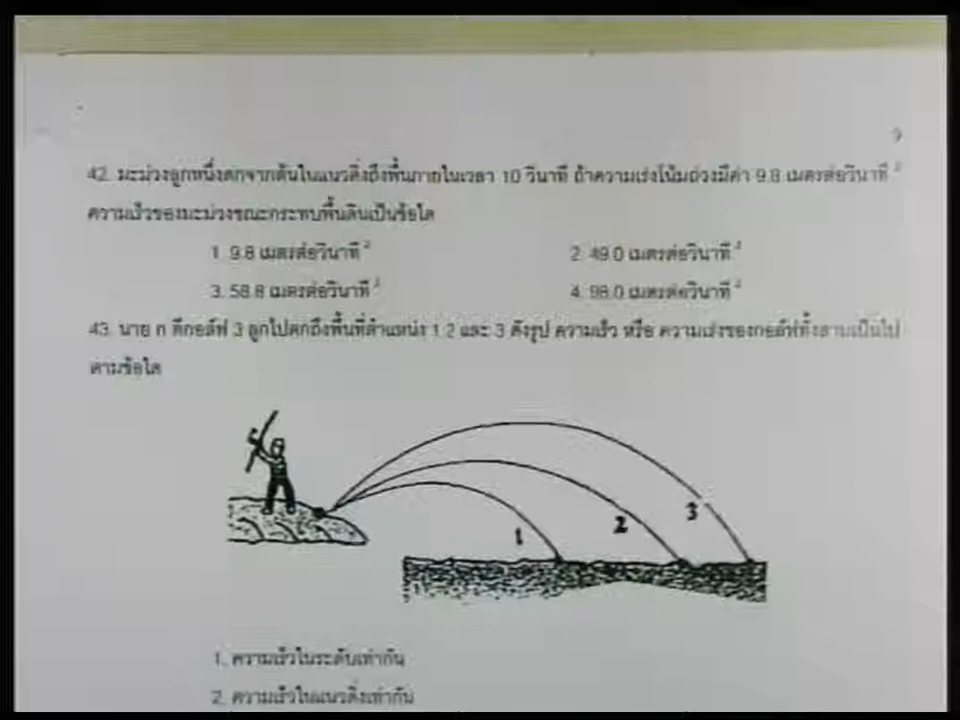 9
42. มะม่วงลูกหนึ่งตกจากต้นในแนวดิ่งถึงพื้นภายในเวลา 10 วินาที ถ้าความเร่งโน้มถ่วงมีค่า 9.8 เมตรต่อวินาที ²
ความเร็วของมะม่วงขณะกระทบพื้นดินเป็นข้อใด
1. 9.8 เมตรต่อวินาที ² 2. 49.0 เมตรต่อวินาที ²
3. 58.8 เมตรต่อวินาที ² 4. 98.0 เมตรต่อวินาที ²
43. นาย ก ตีกอล์ฟ 3 ลูกไปตกถึงพื้นที่ตำแหน่ง 1 2 และ 3 ดังรูป ความเร็ว หรือ ความเร่งของกอล์ฟทั้งสามเป็นไป
ตามข้อใด
1 2 3
1. ความเร็วในระดับเท่ากัน
2. ความเร็วในแนวดิ่งเท่ากัน